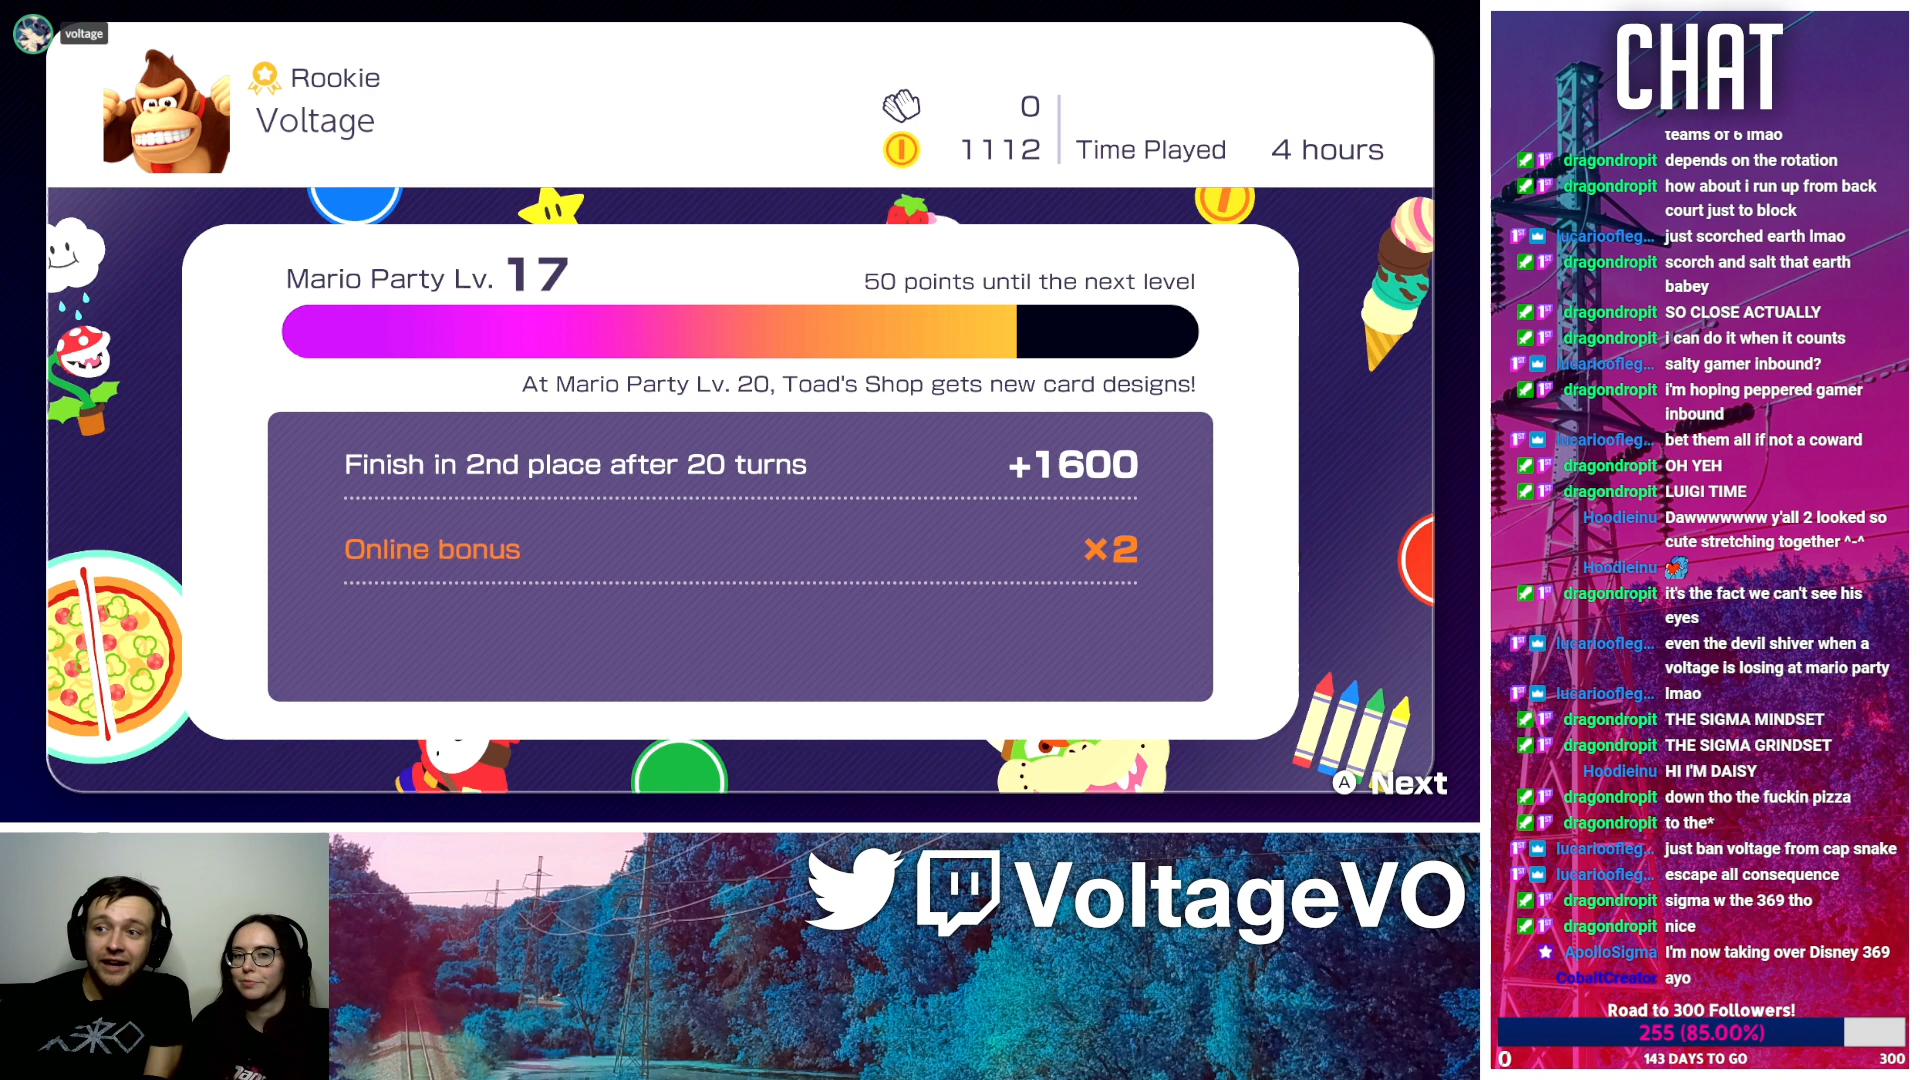 voltage
Rookie
Voltage
0
1112
Time Played 4 hours
Mario Party Lv. 17
50 points until the next level
At Mario Party Lv. 20, Toad's Shop gets new card designs!
Finish in 2nd place after 20 turns +1600
Online bonus ×2
A Next
VoltageVO
CHAT
teams of 6 lmao
dragondropit depends on the rotation
dragondropit how about i run up from back
court just to block
lucarioofleg... just scorched earth lmao
dragondropit scorch and salt that earth
babey
dragondropit SO CLOSE ACTUALLY
dragondropit i can do it when it counts
lucarioofleg... salty gamer inbound?
dragondropit i'm hoping peppered gamer
inbound
lucarioofleg... bet them all if not a coward
dragondropit OH YEH
dragondropit LUIGI TIME
Hoodieinu Dawwwwwww y'all 2 looked so
cute stretching together ^-^
Hoodieinu
dragondropit it's the fact we can't see his
eyes
lucarioofleg... even the devil shiver when a
voltage is losing at mario party
lucarioofleg... lmao
dragondropit THE SIGMA MINDSET
dragondropit THE SIGMA GRINDSET
Hoodieinu HI I'M DAISY
dragondropit down tho the fuckin pizza
dragondropit to the*
lucarioofleg... just ban voltage from cap snake
lucarioofleg... escape all consequence
dragondropit sigma w the 369 tho
dragondropit nice
ApolloSigma I'm now taking over Disney 369
CobaltCreator ayo
Road to 300 Followers!
255 (85.00%)
0 143 DAYS TO GO 300